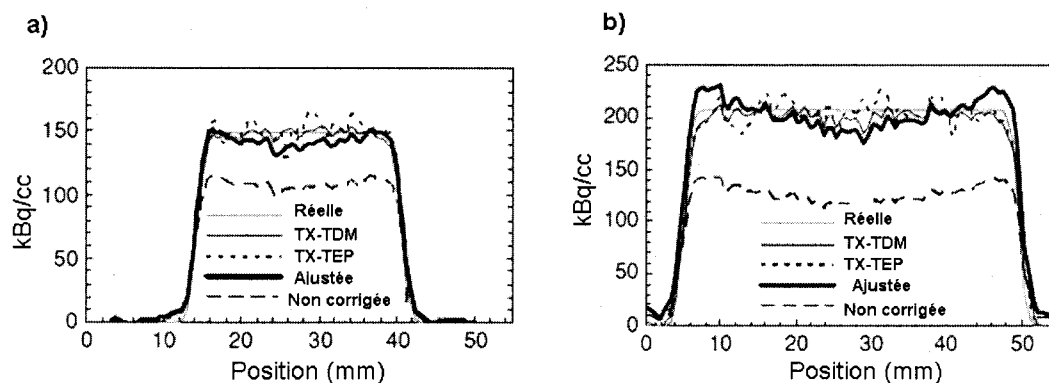 a)
200
150
100
50
0
kBq/cc
Réelle
TX-TDM
TX-TEP
Ajustée
Non corrigée
0 10 20 30 40 50
Position (mm)
b)
250
200
150
100
50
0
kBq/cc
Réelle
TX-TDM
TX-TEP
Ajustée
Non corrigée
0 10 20 30 40 50
Position (mm)